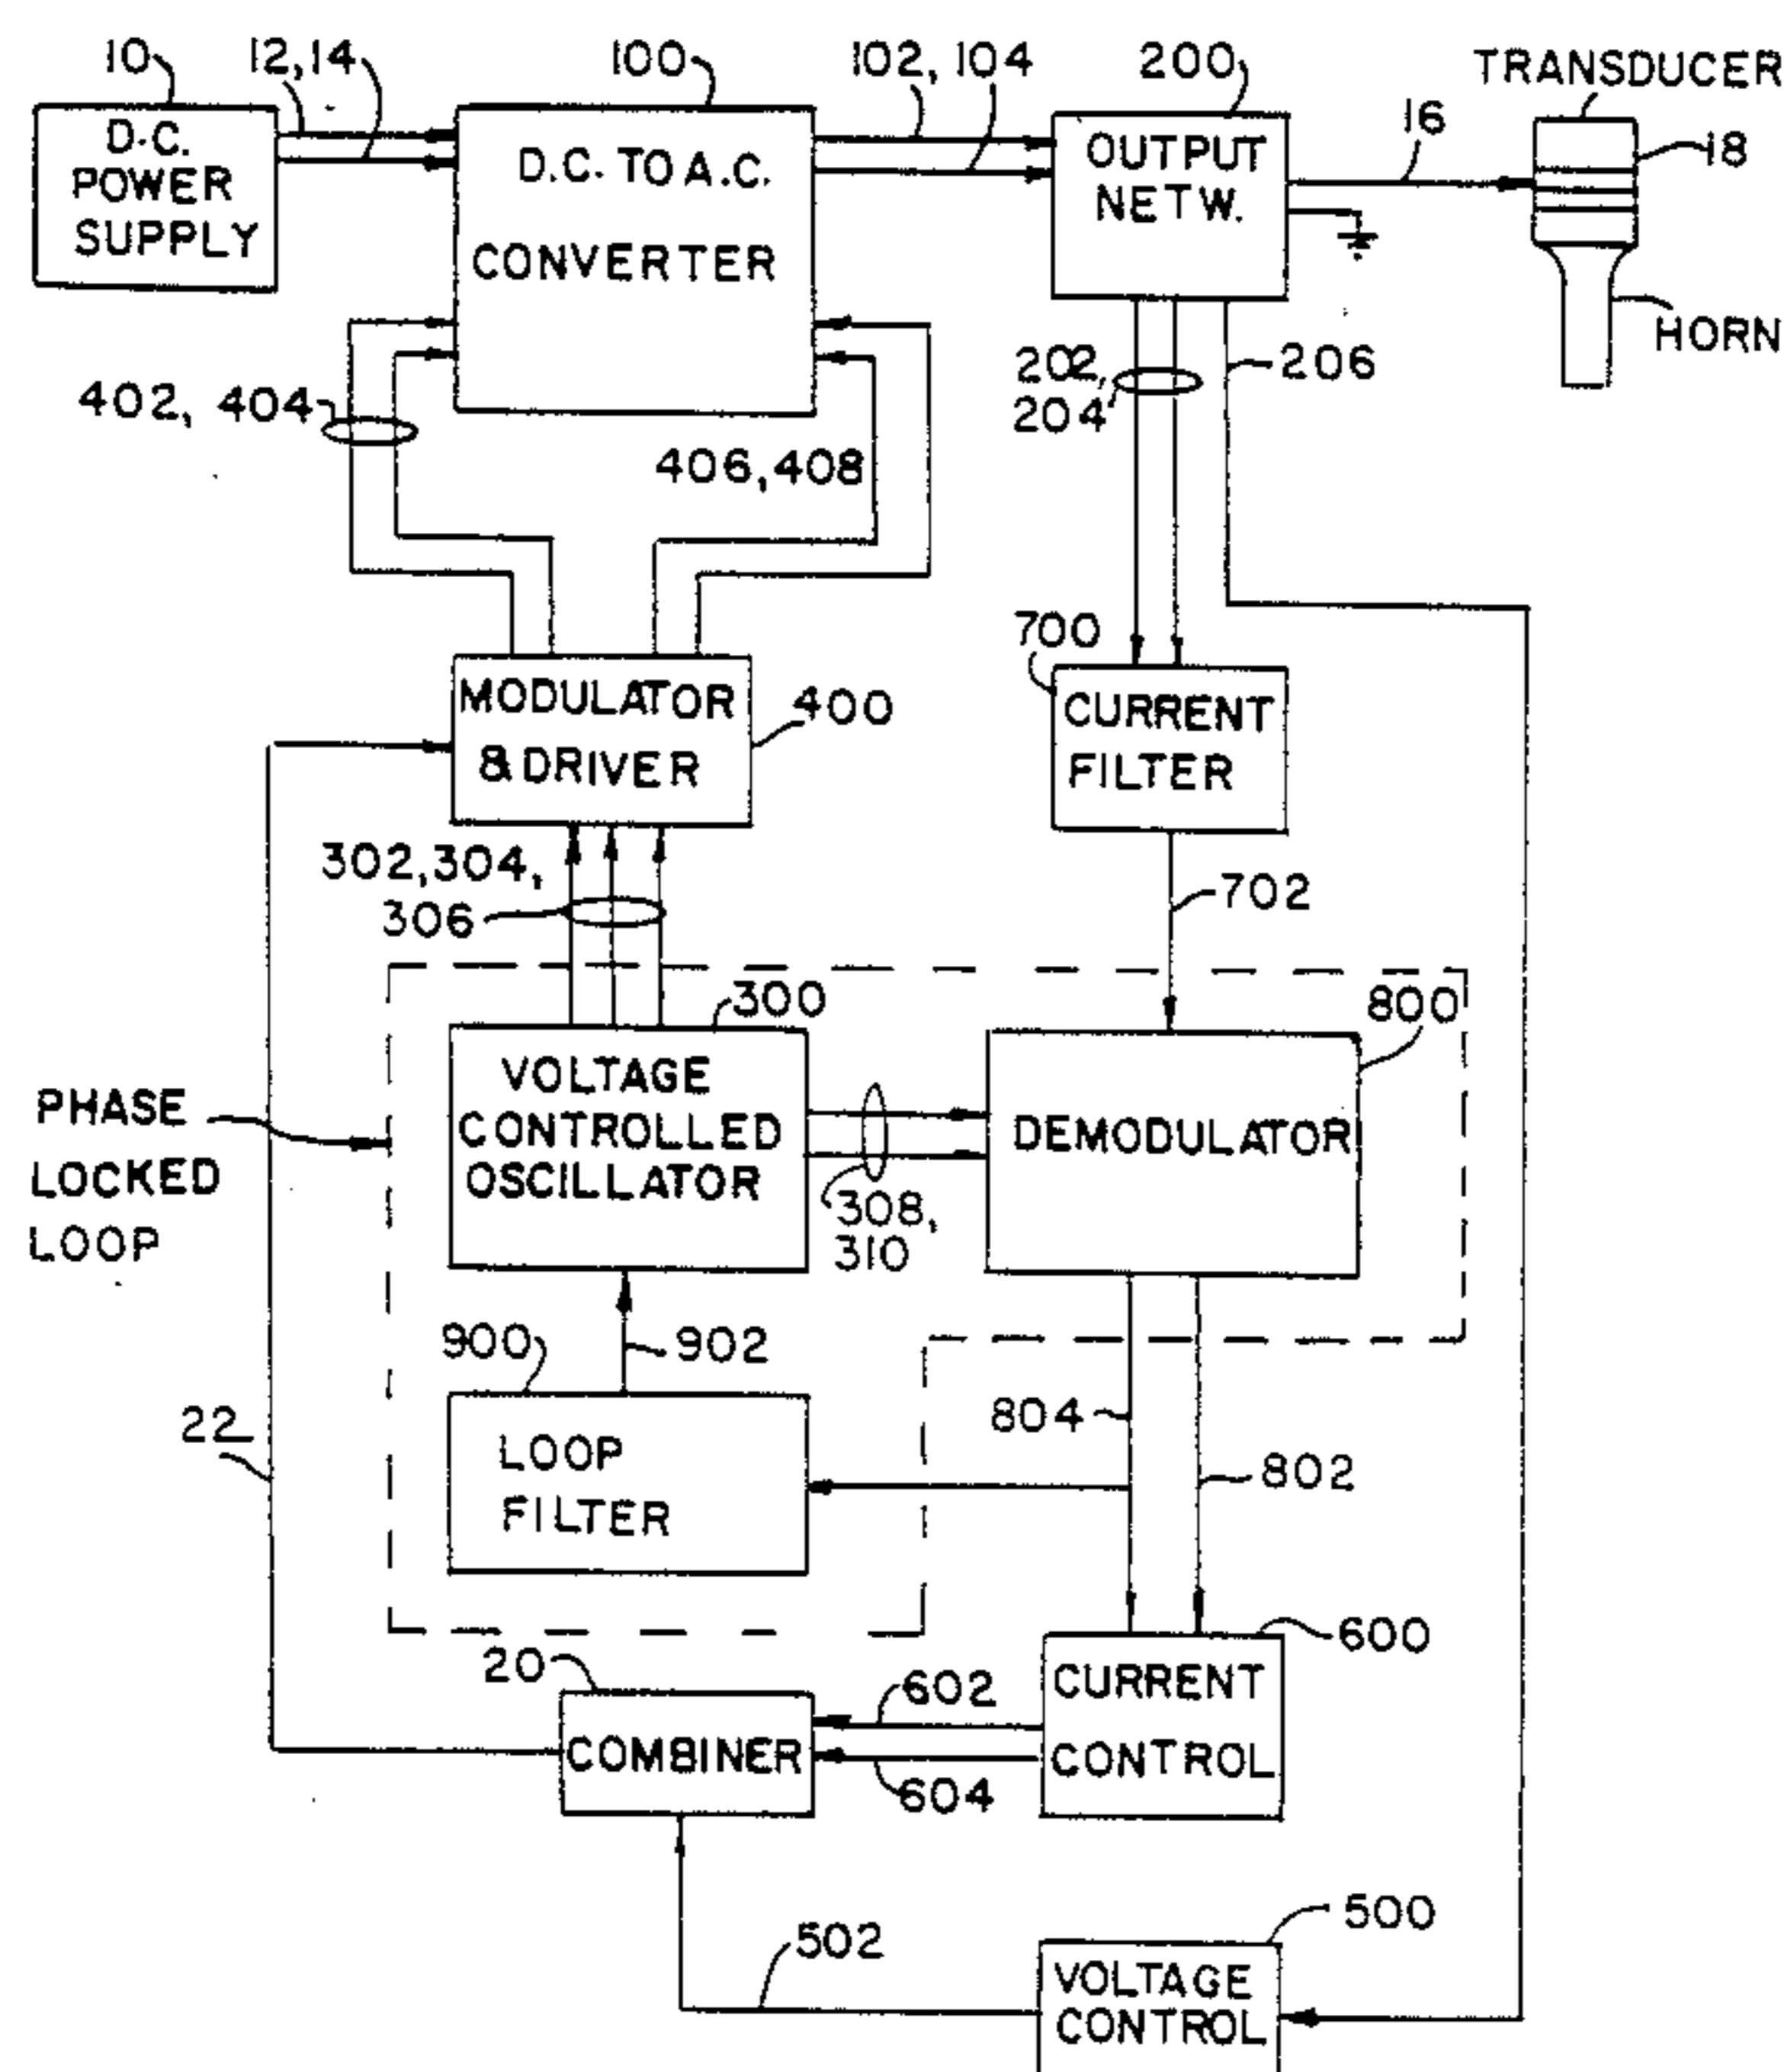 10
12,14
100
102, 104
200
TRANSDUCER
16
18
D.C.
POWER
SUPPLY
D.C. TO A.C.
CONVERTER
OUTPUT
NETW.
HORN
402, 404
406,408
202,
204
206
700
MODULATOR
& DRIVER
400
CURRENT
FILTER
302,304,
306
702
300
800
VOLTAGE
CONTROLLED
OSCILLATOR
DEMODULATOR
PHASE
LOCKED
LOOP
308,
310
900
902
804
802
22
LOOP
FILTER
20
600
COMBINER
602
604
CURRENT
CONTROL
502
500
VOLTAGE
CONTROL